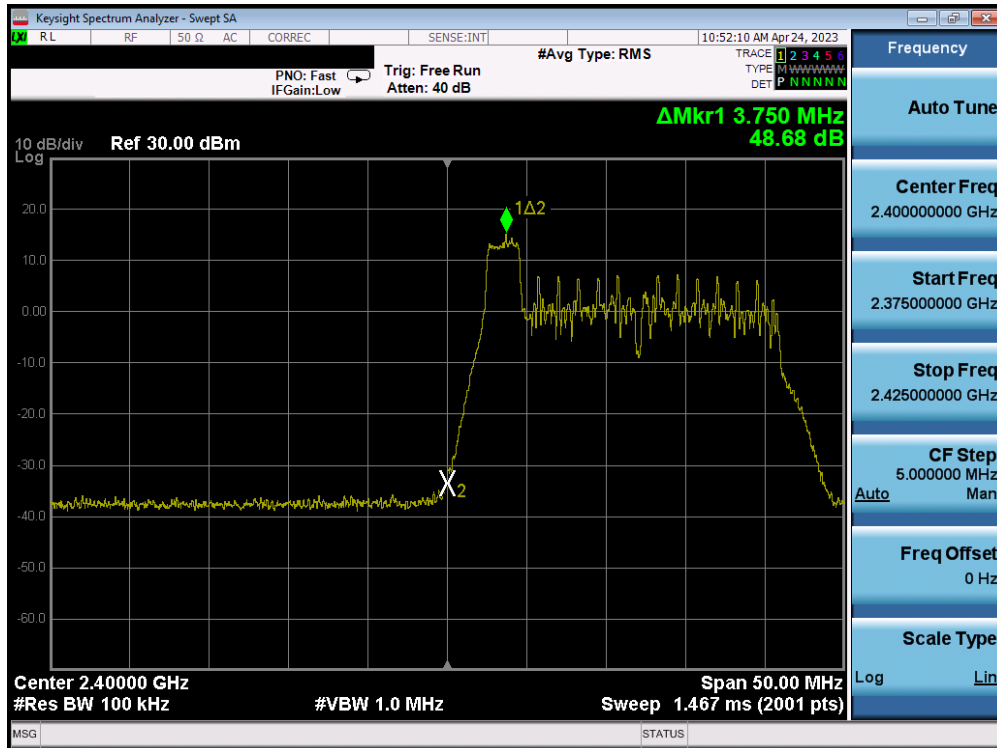 Keysight Spectrum Analyzer - Swept SA
LXI RL RF 50 Ω AC CORREC SENSE:INT 10:52:10 AM Apr 24, 2023
#Avg Type: RMS
TRACE 1 2 3 4 5 6
PNO: Fast Trig: Free Run TYPE M WWWWW
IFGain:Low Atten: 40 dB DET P N N N N N
ΔMkr1 3.750 MHz
48.68 dB
10 dB/div Ref 30.00 dBm
Log
20.0
10.0
0.00
-10.0
-20.0
-30.0
-40.0
-50.0
-60.0
1Δ2
2
Center 2.40000 GHz Span 50.00 MHz
#Res BW 100 kHz #VBW 1.0 MHz Sweep 1.467 ms (2001 pts)
MSG STATUS
Frequency
Auto Tune
Center Freq
2.400000000 GHz
Start Freq
2.375000000 GHz
Stop Freq
2.425000000 GHz
CF Step
5.000000 MHz
Auto Man
Freq Offset
0 Hz
Scale Type
Log Lin